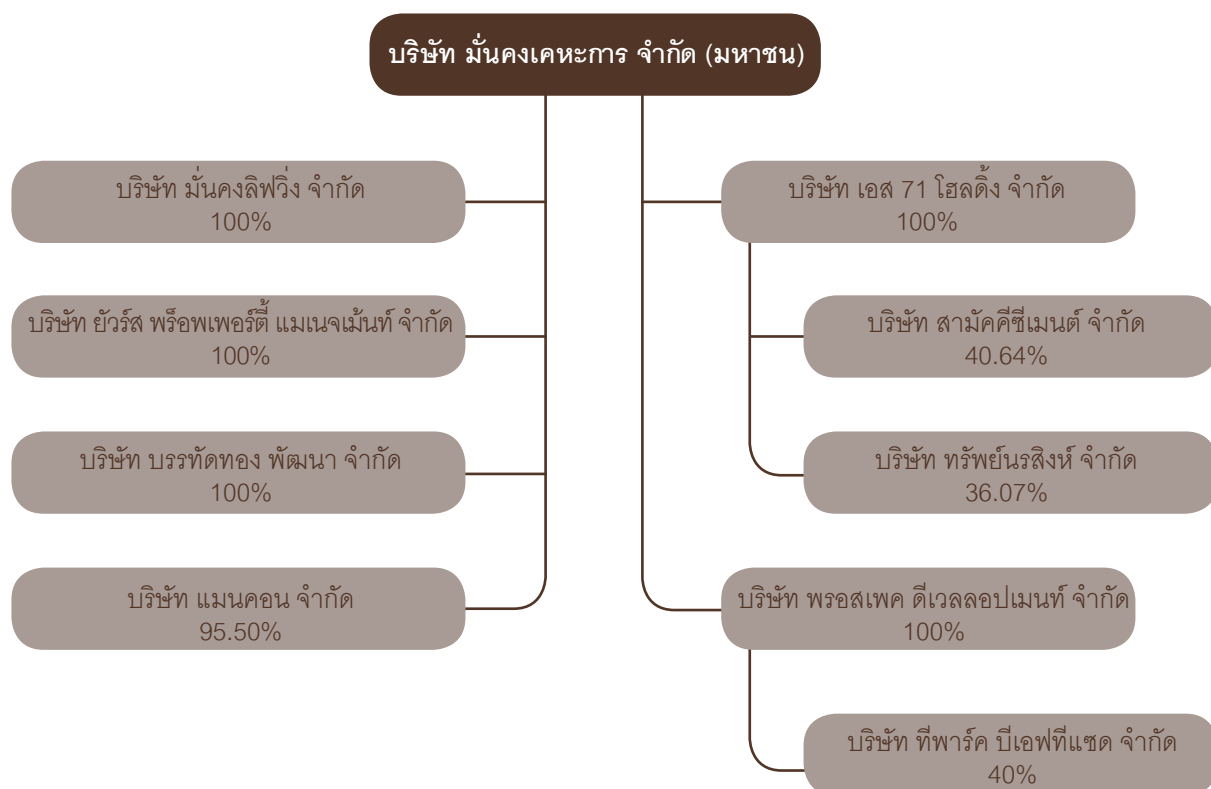 บริษัท มั่นคงเคหะการ จำกัด (มหาชน)
บริษัท มั่นคงลิฟวิ่ง จำกัด
100%
บริษัท ยัวร์ส พร็อพเพอร์ตี้ แมเนจเม้นท์ จำกัด
100%
บริษัท บรรทัดทอง พัฒนา จำกัด
100%
บริษัท แมนคอน จำกัด
95.50%
บริษัท เอส 71 โฮลดิ้ง จำกัด
100%
บริษัท สามัคคีซีเมนต์ จำกัด
40.64%
บริษัท ทรัพย์นรสิงห์ จำกัด
36.07%
บริษัท พรอสเพค ดีเวลลอปเมนท์ จำกัด
100%
บริษัท ทีพาร์ค บีเอฟทีแซด จำกัด
40%